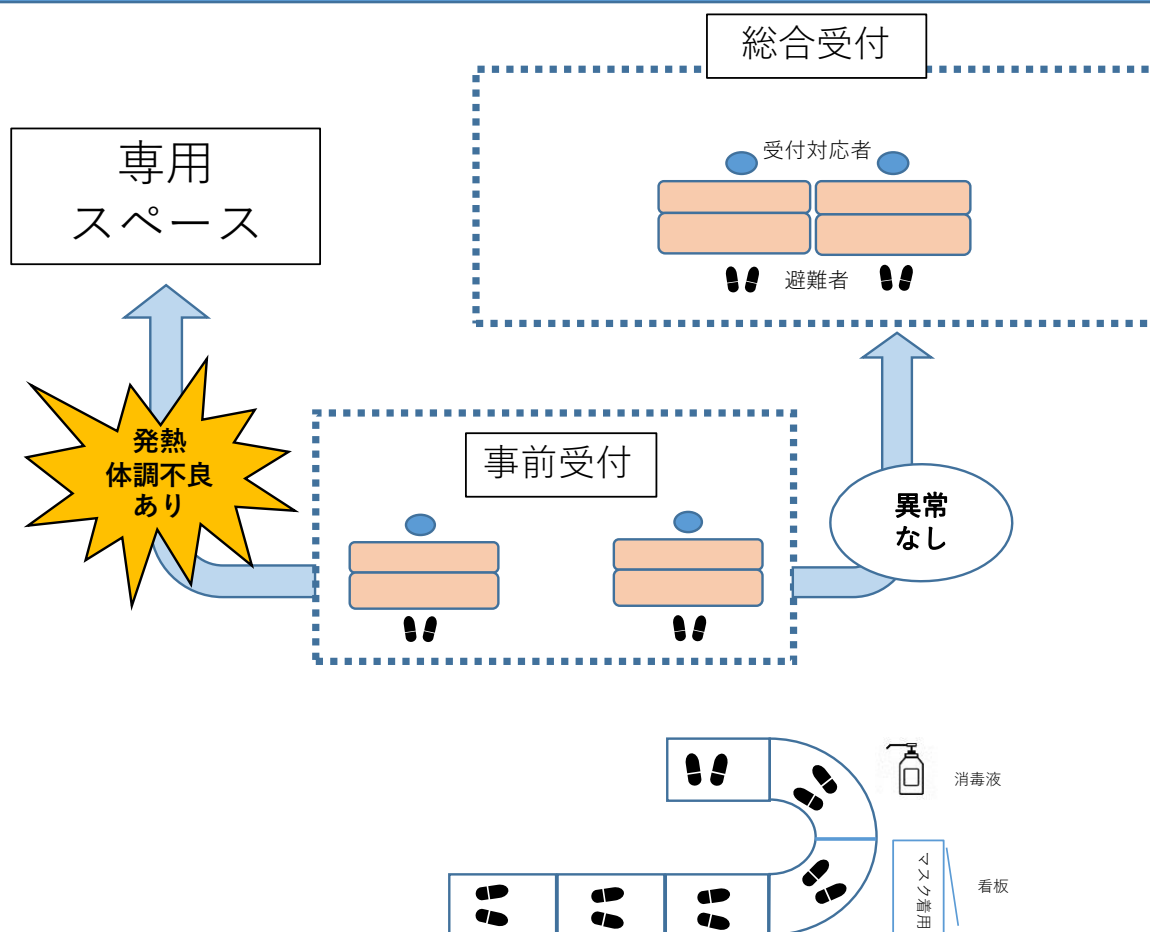 総合受付
受付対応者
避難者
専用
スペース
発熱
体調不良
あり
事前受付
異常
なし
消毒液
マスク着用
看板